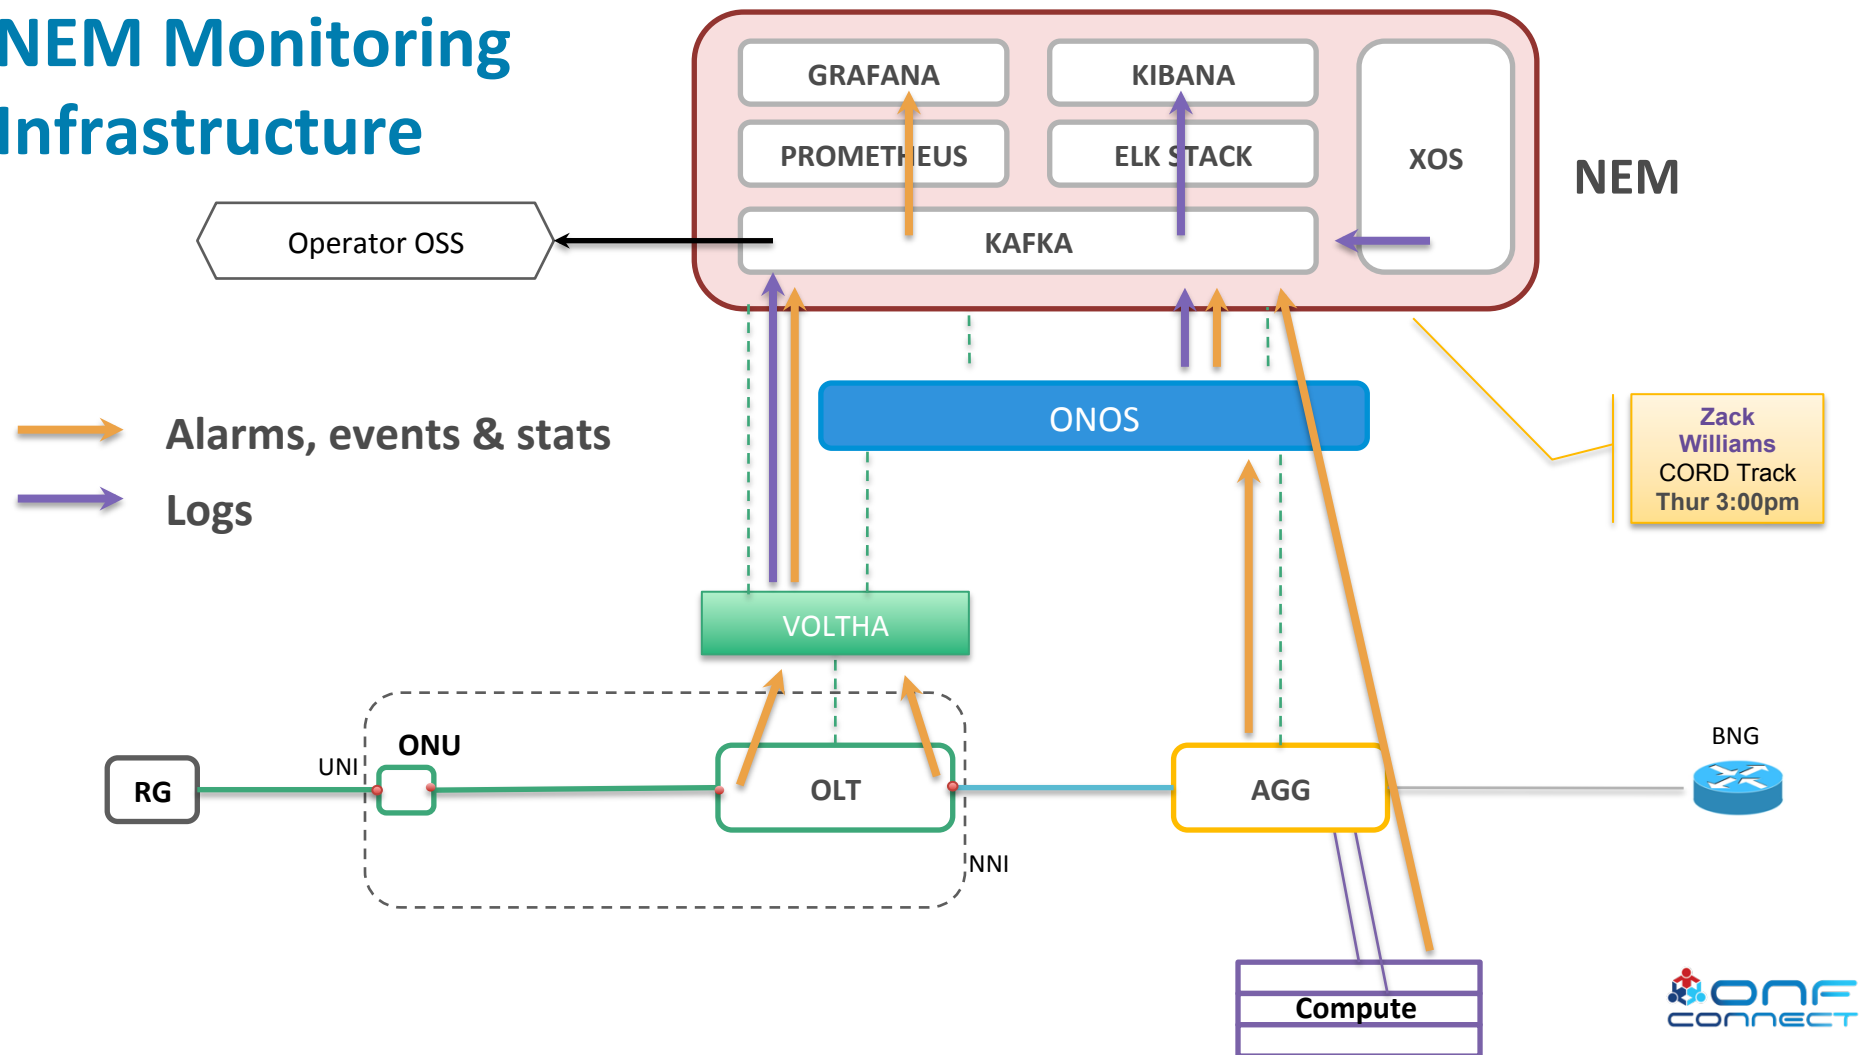 NEM Monitoring
Infrastructure
GRAFANA
KIBANA
PROMETHEUS
ELK STACK
XOS
NEM
Operator OSS
KAFKA
ONOS
Alarms, events & stats
Logs
Zack
Williams
CORD Track
Thur 3:00pm
VOLTHA
ONU
UNI
RG
OLT
AGG
BNG
NNI
Compute
ONF
CONNECT